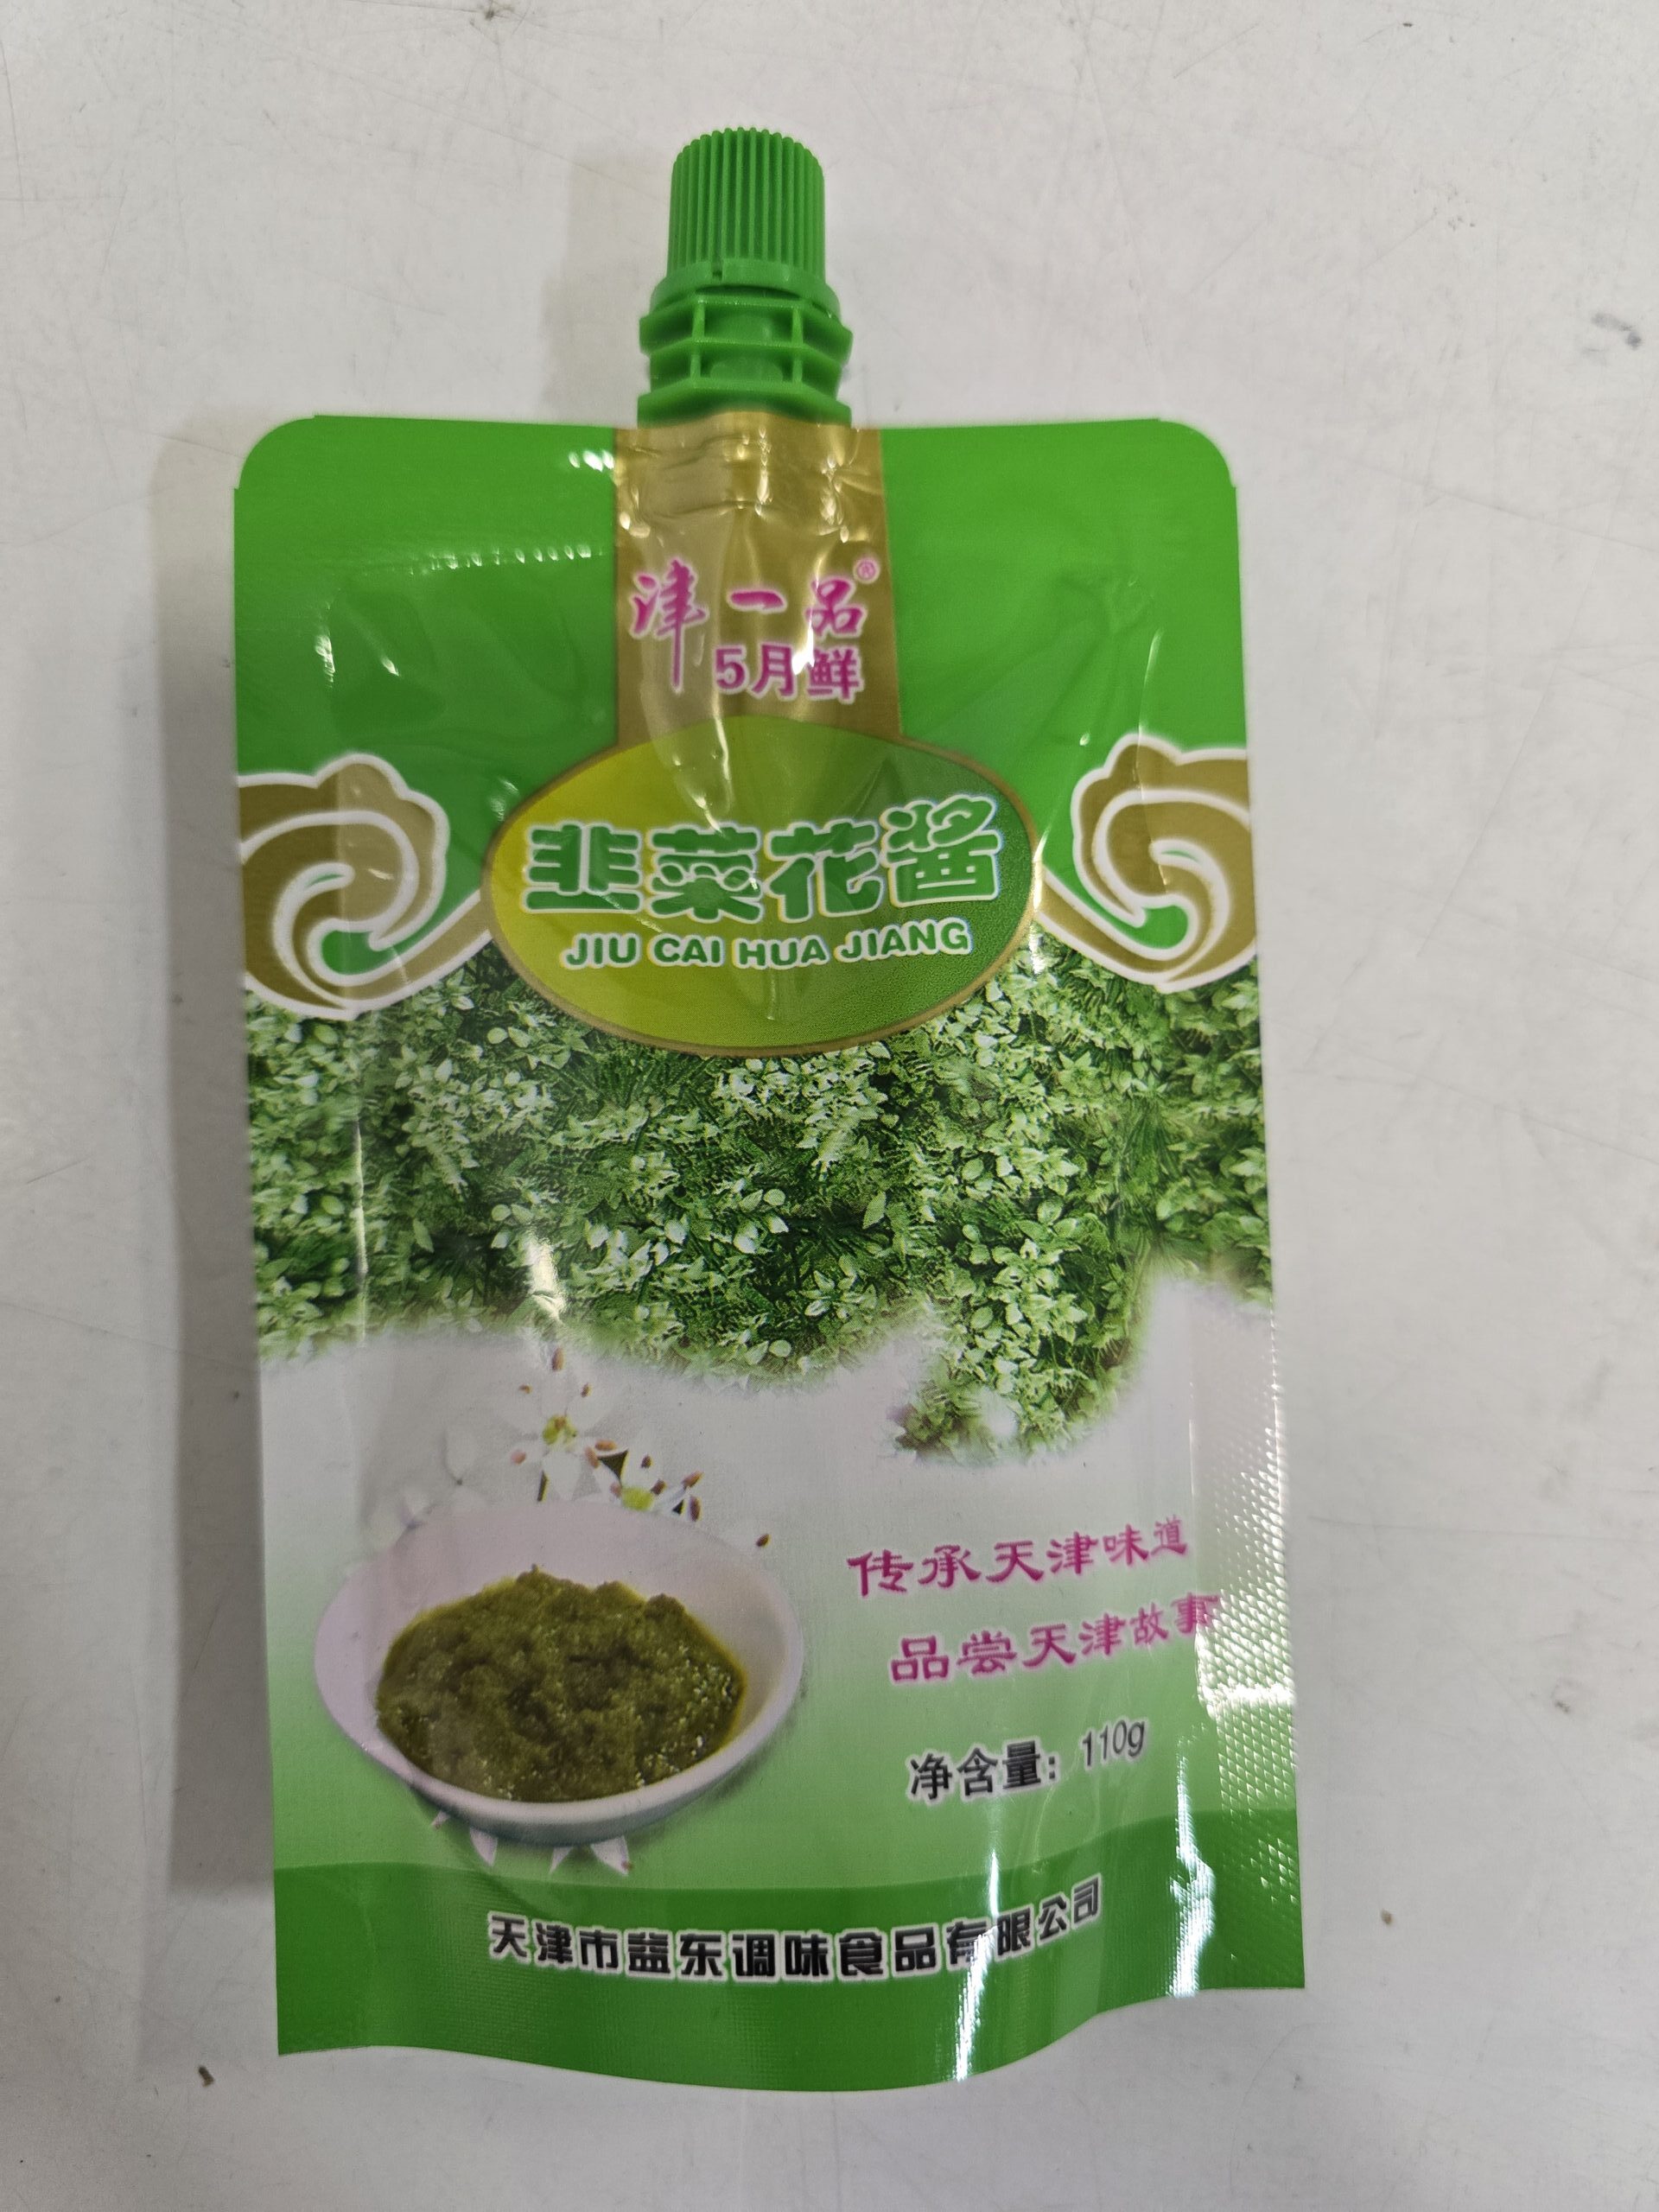 津一品®
5月鲜
韭菜花酱
JIU CAI HUA JIANG
传承天津味道
品尝天津故事
净含量：110g
天津市益东调味食品有限公司